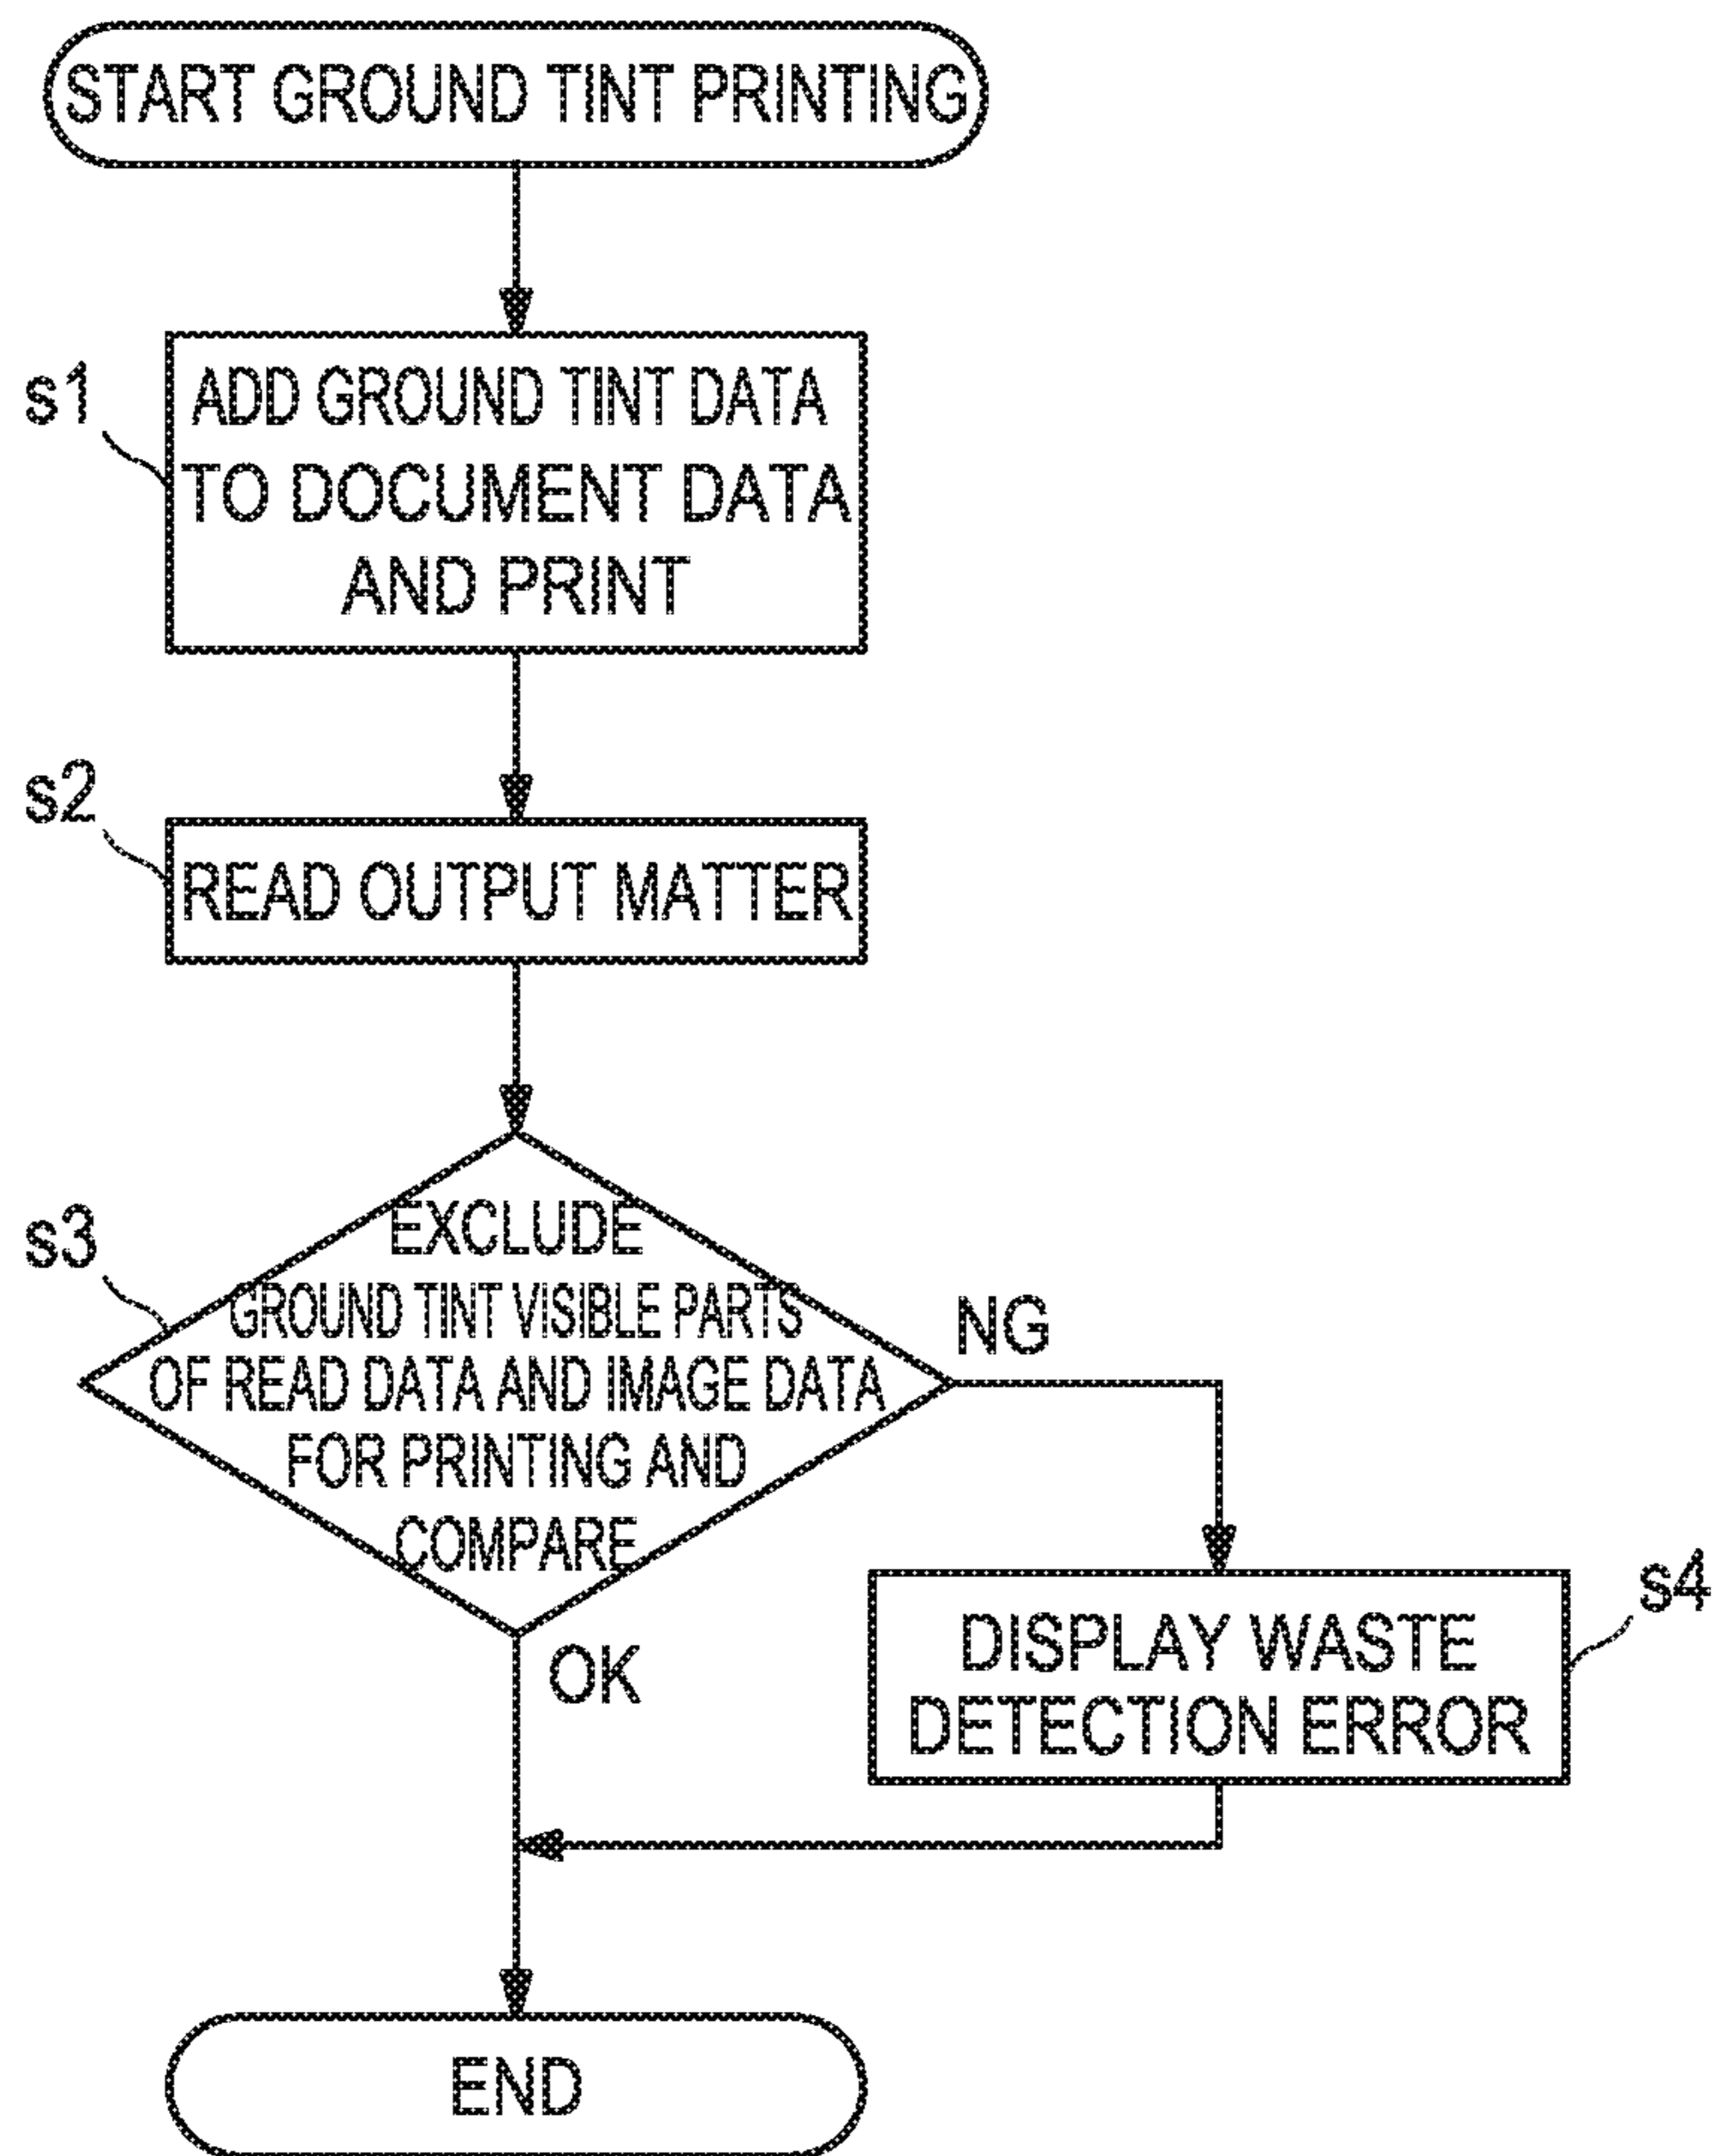 START GROUND TINT PRINTING
s1
ADD GROUND TINT DATA
TO DOCUMENT DATA
AND PRINT
s2
READ OUTPUT MATTER
s3
EXCLUDE
GROUND TINT VISIBLE PARTS
OF READ DATA AND IMAGE DATA
FOR PRINTING AND
COMPARE
NG
OK
s4
DISPLAY WASTE
DETECTION ERROR
END